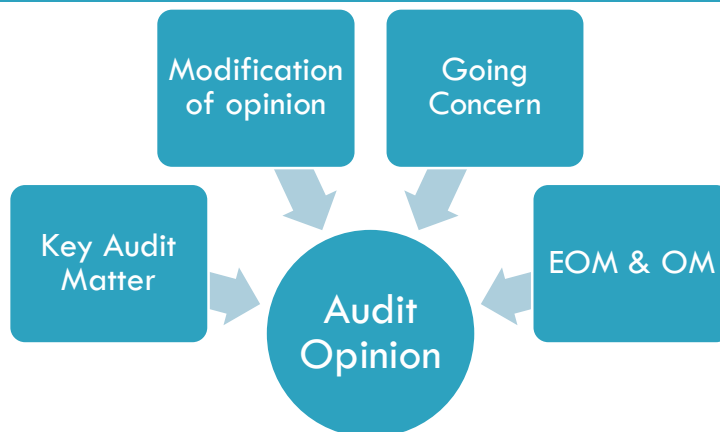 Modification
of opinion
Going
Concern
Key Audit
Matter
EOM & OM
Audit
Opinion